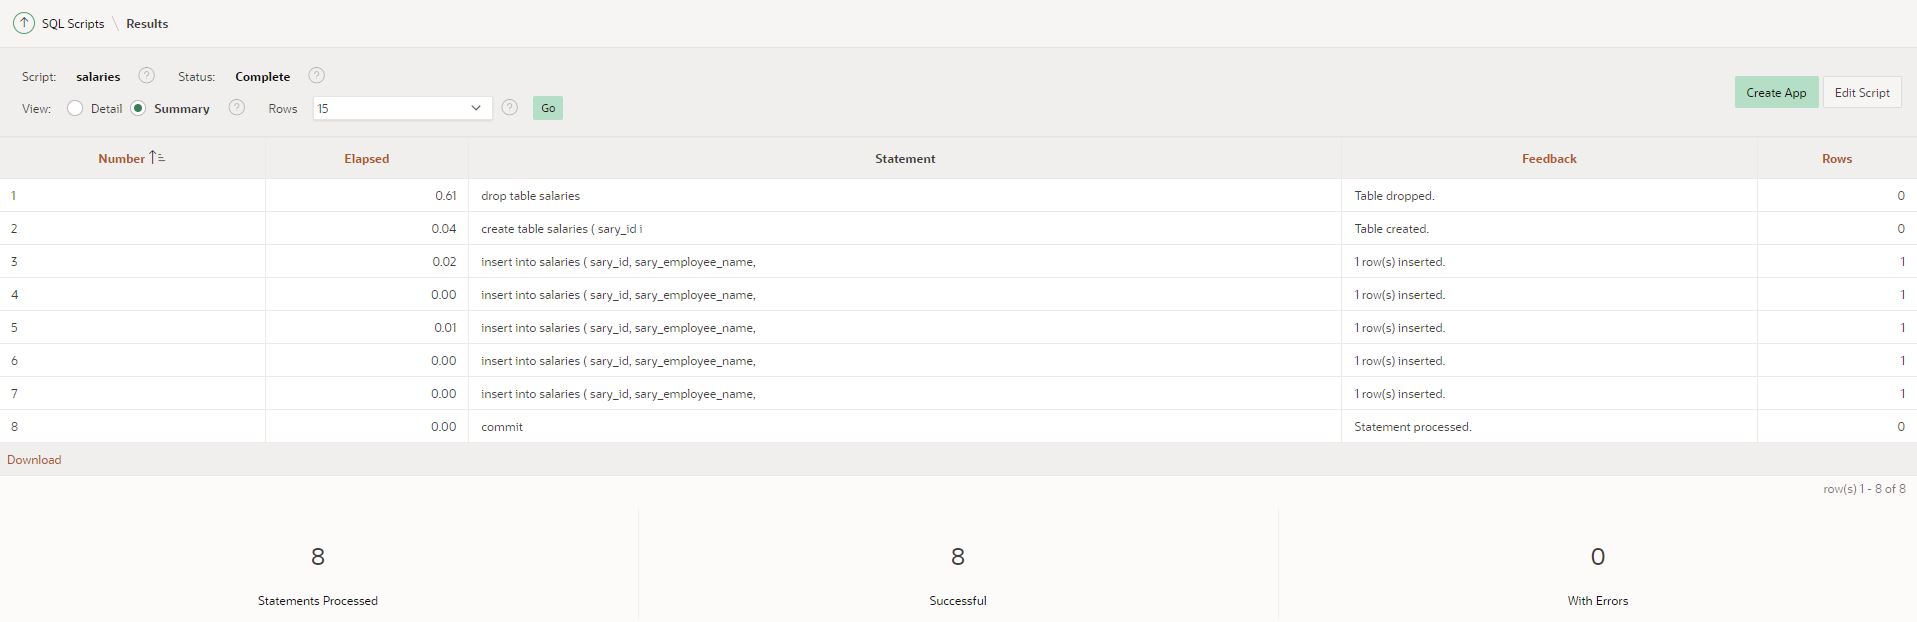 SQL Scripts \ Results
Script: salaries ? Status: Complete ?
View: Detail Summary ? Rows 15 ? Go
Create App Edit Script
Number Elapsed Statement Feedback Rows
1 0.61 drop table salaries Table dropped. 0
2 0.04 create table salaries ( sary_id i Table created. 0
3 0.02 insert into salaries ( sary_id, sary_employee_name, 1 row(s) inserted. 1
4 0.00 insert into salaries ( sary_id, sary_employee_name, 1 row(s) inserted. 1
5 0.01 insert into salaries ( sary_id, sary_employee_name, 1 row(s) inserted. 1
6 0.00 insert into salaries ( sary_id, sary_employee_name, 1 row(s) inserted. 1
7 0.00 insert into salaries ( sary_id, sary_employee_name, 1 row(s) inserted. 1
8 0.00 commit Statement processed. 0
Download
row(s) 1 - 8 of 8
8 8 0
Statements Processed Successful With Errors